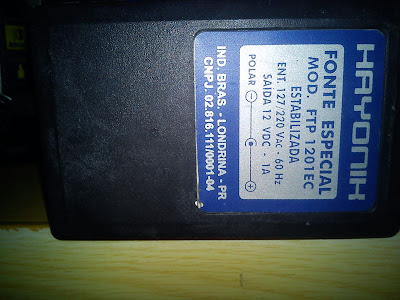 HAYONIK
FONTE ESPECIAL
MOD. FTP 1201EC
ESTABILIZADA
ENT. 127/220 VAC - 60 Hz
SAÍDA 12 VDC - 1A
POLAR - +
IND. BRAS. - LONDRINA - PR
CNPJ. 02.816.111/0001-04